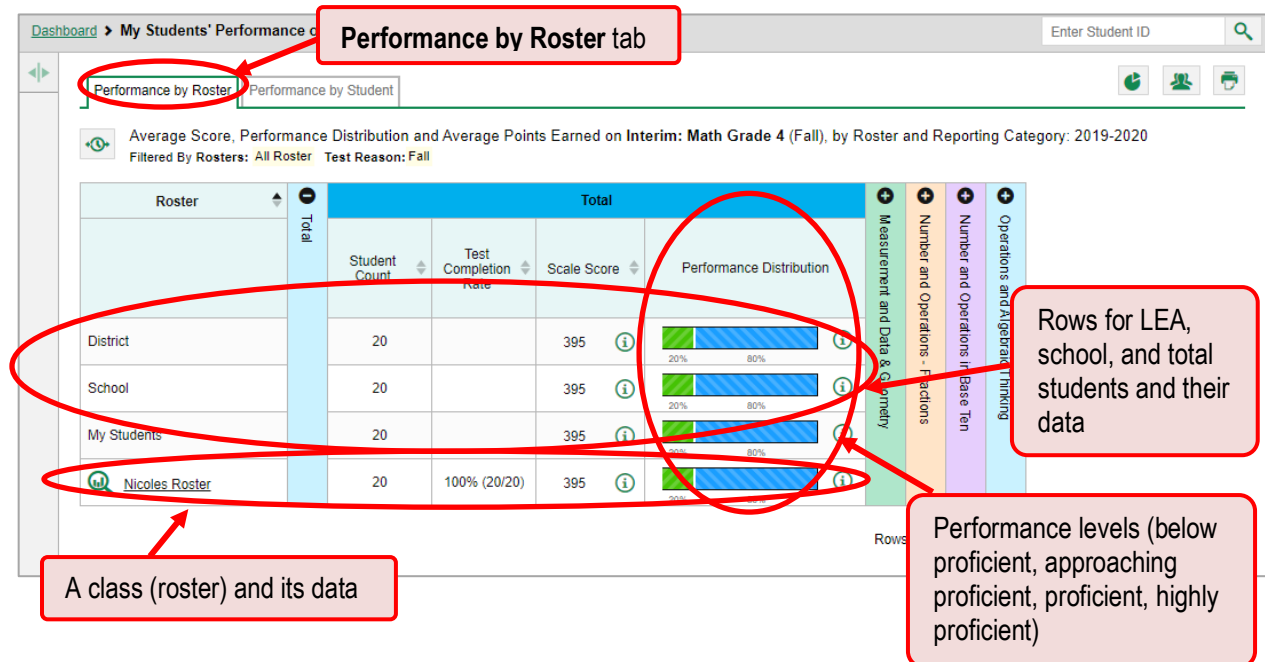 Dashboard > My Students' Performance o
Performance by Roster tab
Enter Student ID
Performance by Roster
Performance by Student
Average Score, Performance Distribution and Average Points Earned on Interim: Math Grade 4 (Fall), by Roster and Reporting Category: 2019-2020
Filtered By Rosters: All Roster Test Reason: Fall
Roster
Total
Total
Student
Count
Test
Completion
Rate
Scale Score
Performance Distribution
Measurement and Data & Geometry
Number and Operations - Fractions
Number and Operations in Base Ten
Operations and Algebraic Thinking
District
20
395
20% 80%
School
20
395
20% 80%
My Students
20
395
20% 80%
Nicoles Roster
20
100% (20/20)
395
20% 80%
Rows
Rows for LEA,
school, and total
students and their
data
Performance levels (below
proficient, approaching
proficient, proficient, highly
proficient)
A class (roster) and its data